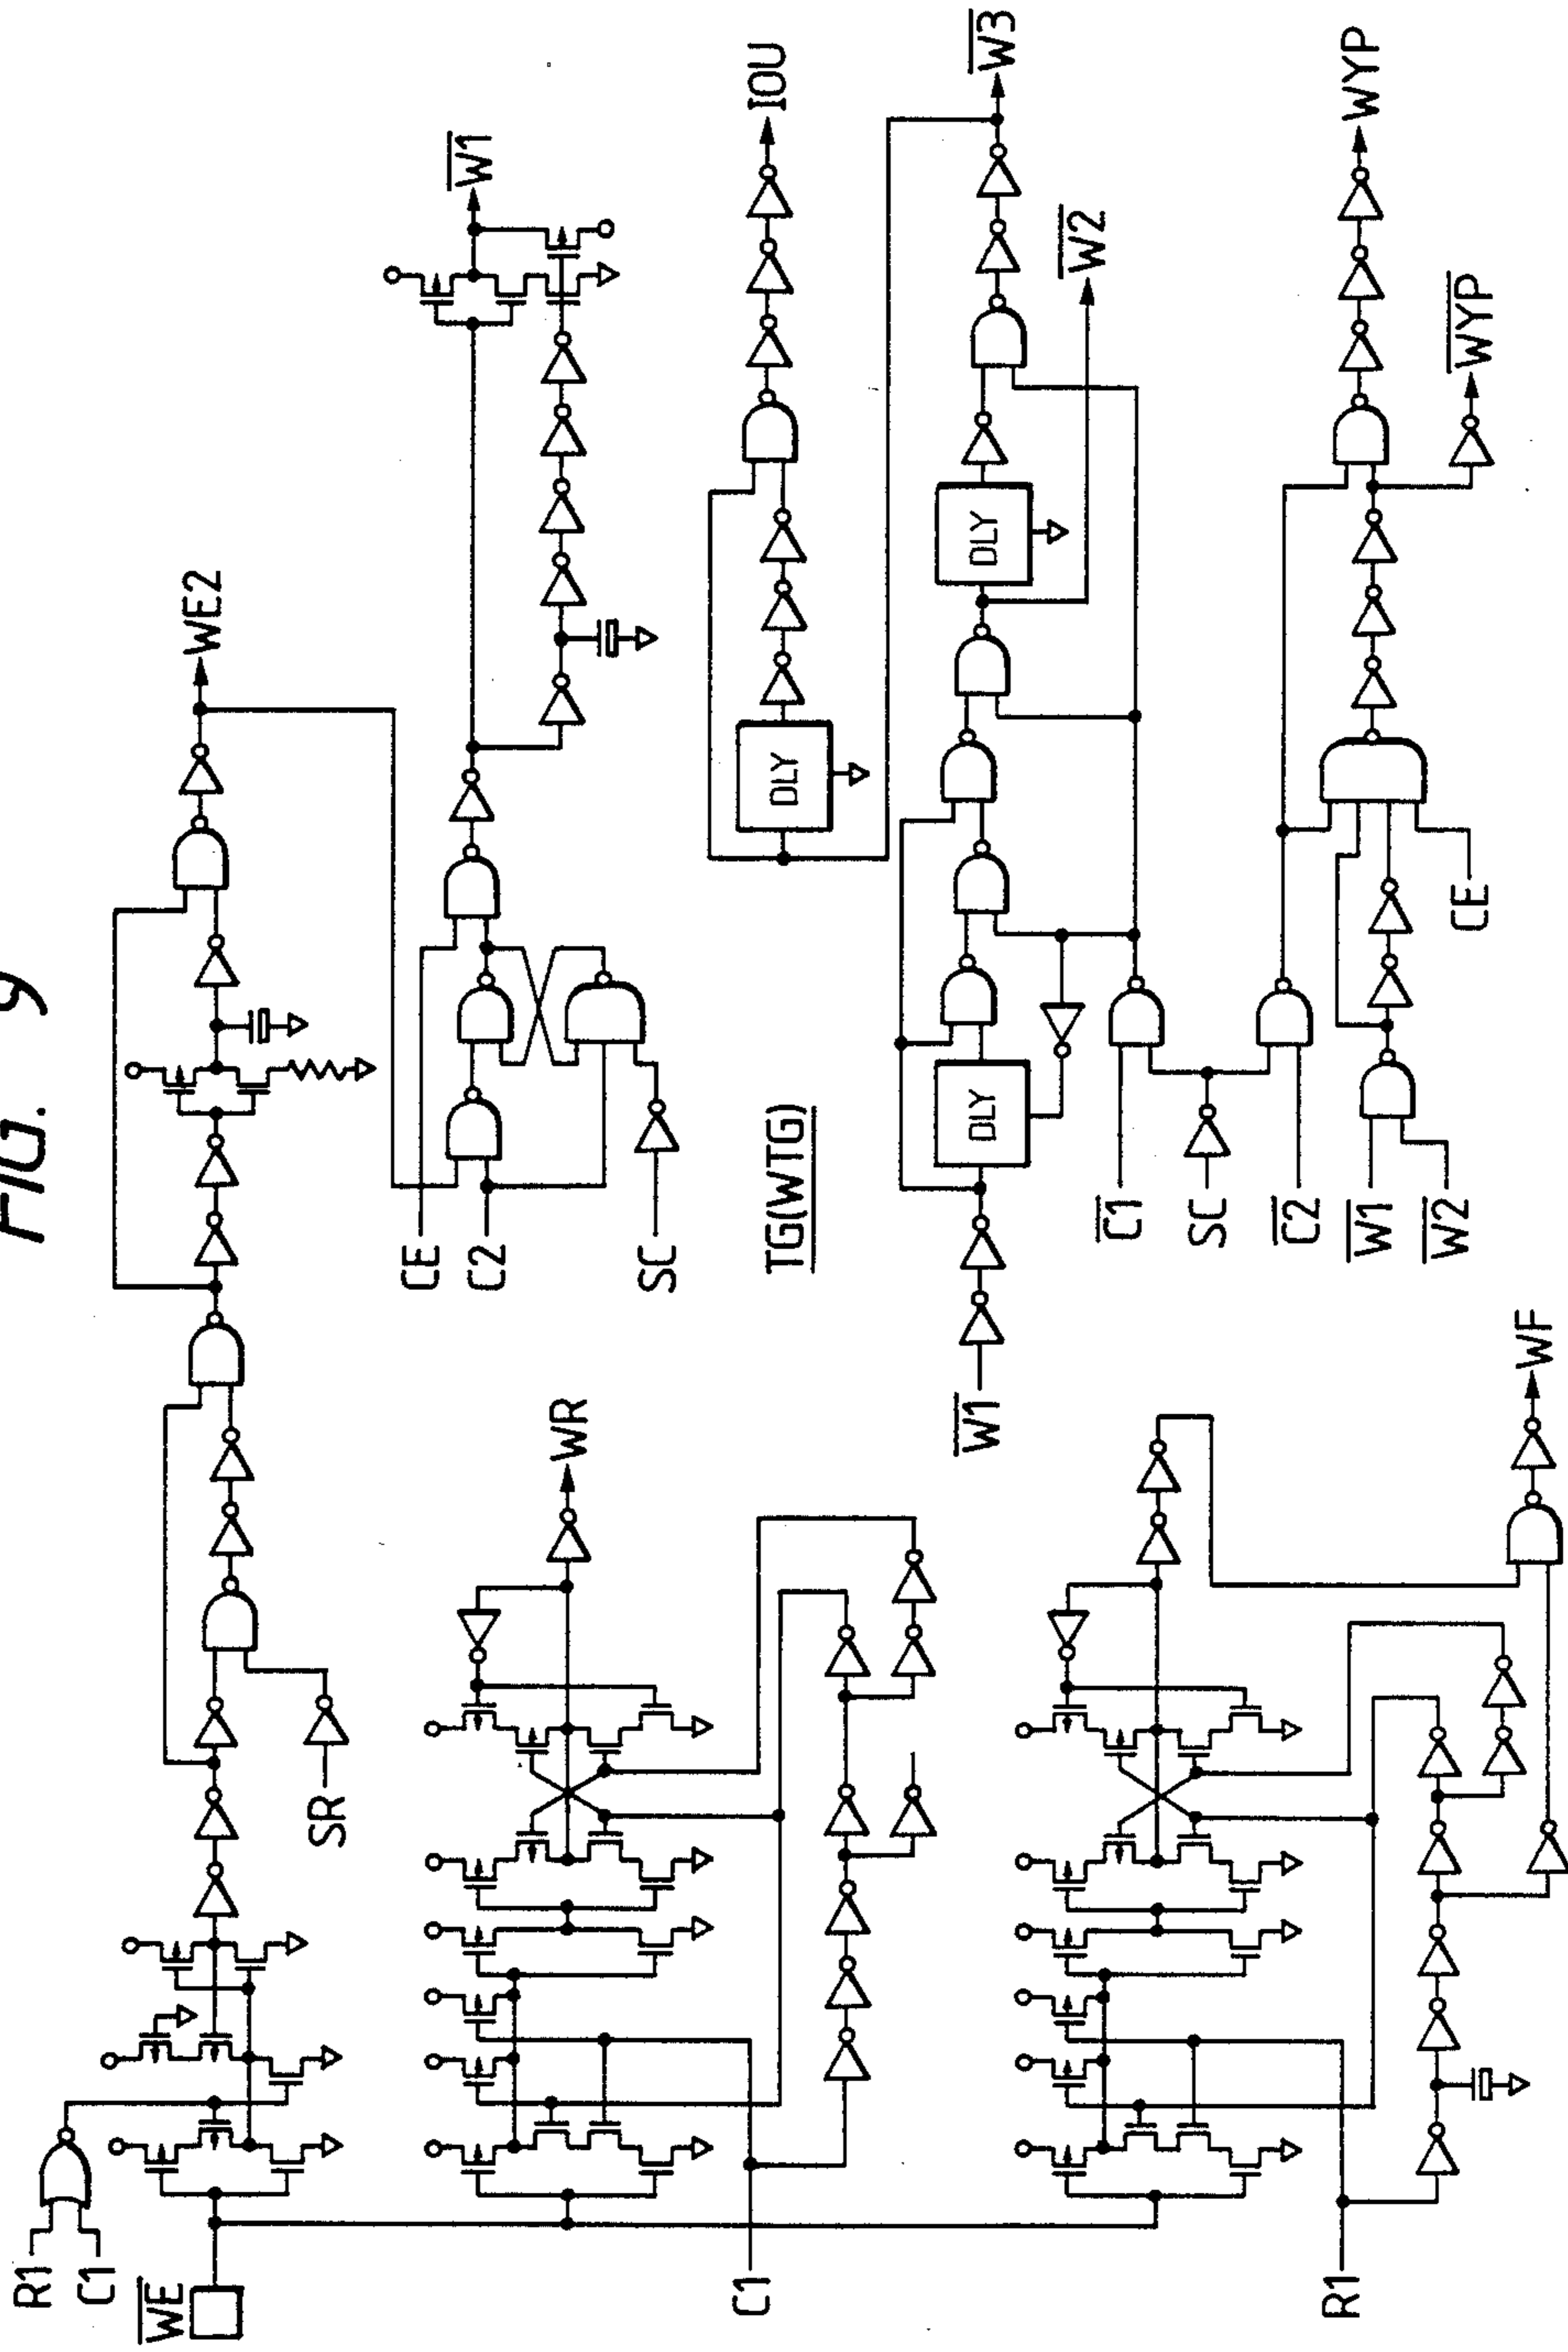 FIG. 9
R1
C1
WE
SR
WE2
CE
C2
SC
W1
WR
C1
TG(WTG)
DLY
IOU
W1
DLY
DLY
W3
W2
C1
SC
C2
W1
W2
CE
WYP
WYP
R1
WF